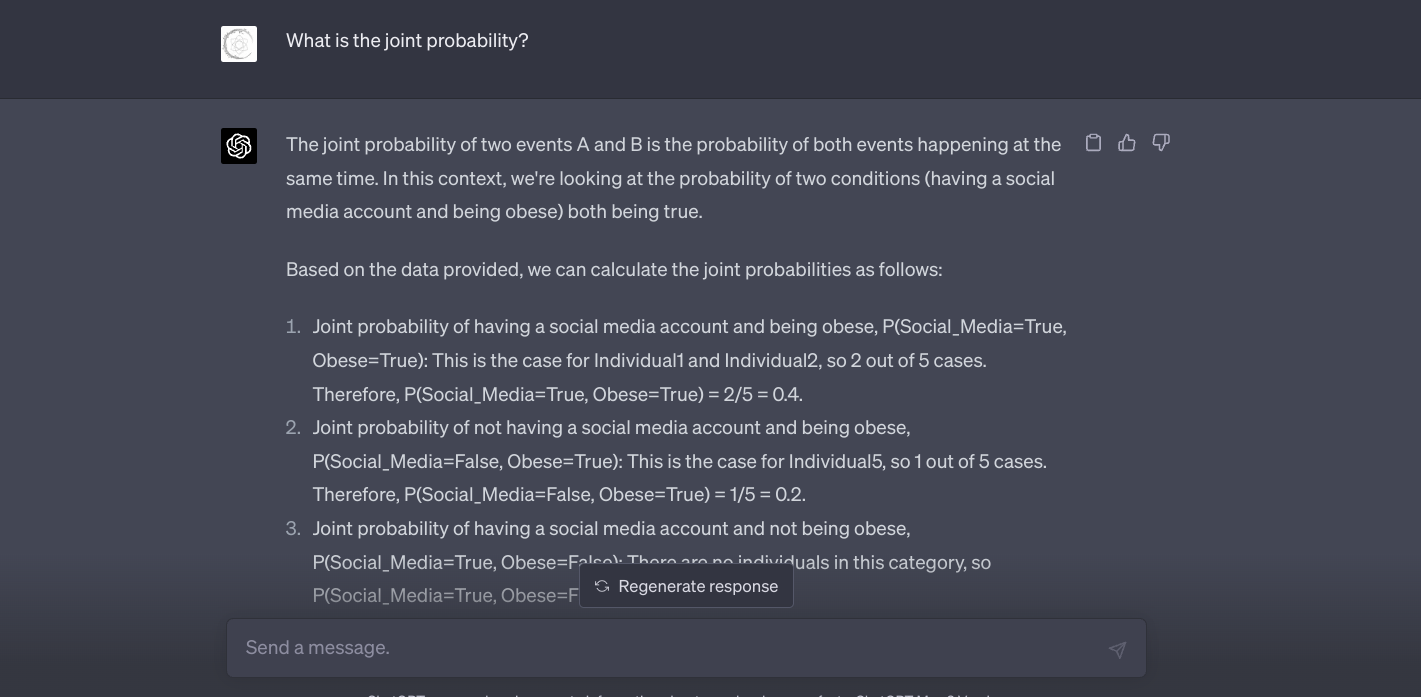 What is the joint probability?
The joint probability of two events A and B is the probability of both events happening at the
same time. In this context, we're looking at the probability of two conditions (having a social
media account and being obese) both being true.
Based on the data provided, we can calculate the joint probabilities as follows:
1. Joint probability of having a social media account and being obese, P(Social_Media=True,
Obese=True): This is the case for Individual1 and Individual2, so 2 out of 5 cases.
Therefore, P(Social_Media=True, Obese=True) = 2/5 = 0.4.
2. Joint probability of not having a social media account and being obese,
P(Social_Media=False, Obese=True): This is the case for Individual5, so 1 out of 5 cases.
Therefore, P(Social_Media=False, Obese=True) = 1/5 = 0.2.
3. Joint probability of having a social media account and not being obese,
P(Social_Media=True, Obese=False): There are no individuals in this category, so
P(Social_Media=True, Obese=F
Regenerate response
Send a message.